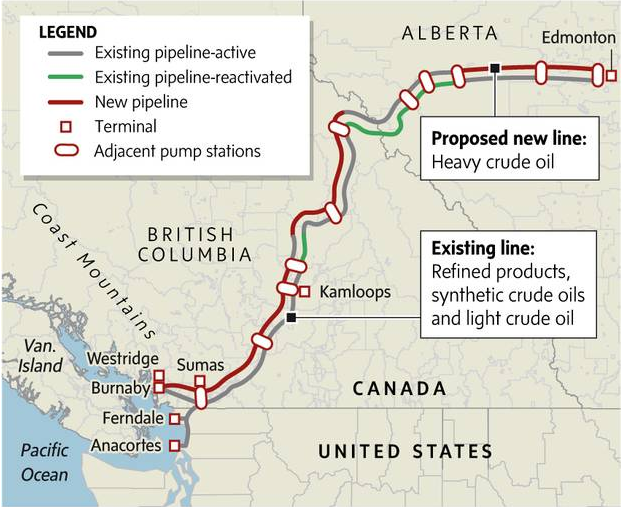 LEGEND
Existing pipeline-active
Existing pipeline-reactivated
New pipeline
Terminal
Adjacent pump stations
ALBERTA
Edmonton
Proposed new line:
Heavy crude oil
Coast Mountains
BRITISH
COLUMBIA
Existing line:
Refined products,
synthetic crude oils
and light crude oil
Kamloops
Van.
Island
Westridge
Sumas
Burnaby
CANADA
Ferndale
Anacortes
Pacific
Ocean
UNITED STATES